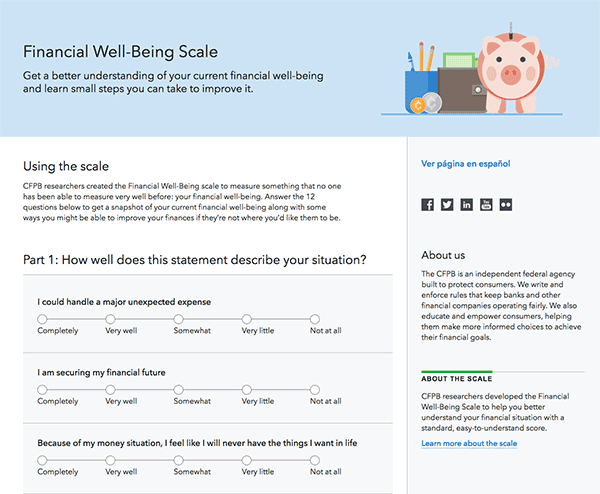 Financial Well-Being Scale
Get a better understanding of your current financial well-being
and learn small steps you can take to improve it.
Using the scale
CFPB researchers created the Financial Well-Being scale to measure something that no one
has been able to measure very well before: your financial well-being. Answer the 12
questions below to get a snapshot of your current financial well-being along with some
ways you might be able to improve your finances if they're not where you'd like them to be.
Part 1: How well does this statement describe your situation?
I could handle a major unexpected expense
Completely Very well Somewhat Very little Not at all
I am securing my financial future
Completely Very well Somewhat Very little Not at all
Because of my money situation, I feel like I will never have the things I want in life
Completely Very well Somewhat Very little Not at all
Ver página en español
You Tube
About us
The CFPB is an independent federal agency
built to protect consumers. We write and
enforce rules that keep banks and other
financial companies operating fairly. We also
educate and empower consumers, helping
them make more informed choices to achieve
their financial goals.
ABOUT THE SCALE
CFPB researchers developed the Financial
Well-Being Scale to help you better
understand your financial situation with a
standard, easy-to-understand score.
Learn more about the scale